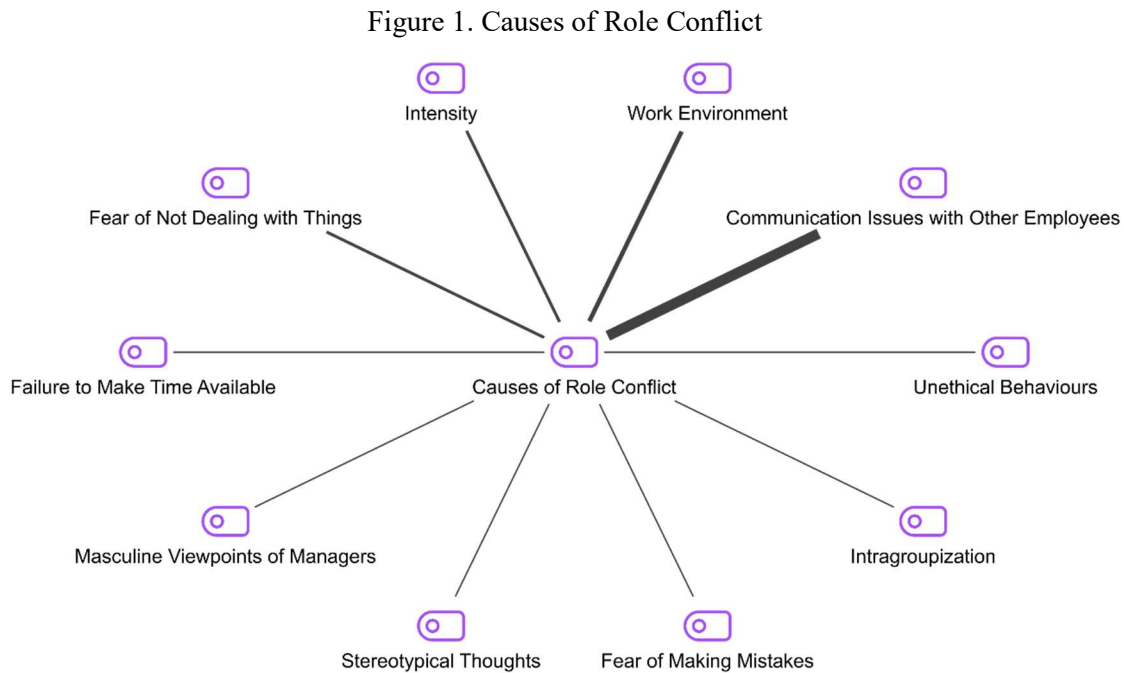 Figure 1. Causes of Role Conflict
Intensity
Work Environment
Fear of Not Dealing with Things
Communication Issues with Other Employees
Failure to Make Time Available
Causes of Role Conflict
Unethical Behaviours
Masculine Viewpoints of Managers
Intragroupization
Stereotypical Thoughts
Fear of Making Mistakes